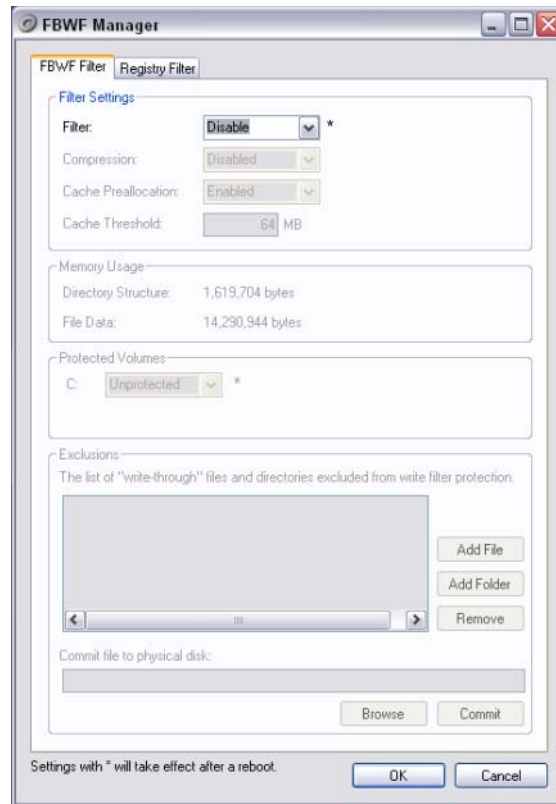 FBWF Manager
FBWF Filter Registry Filter
Filter Settings
Filter: Disable *
Compression: Disabled
Cache Preallocation: Enabled
Cache Threshold: 64 MB
Memory Usage
Directory Structure: 1,619,704 bytes
File Data: 14,290,944 bytes
Protected Volumes
C: Unprotected *
Exclusions
The list of "write-through" files and directories excluded from write filter protection.
Add File
Add Folder
Remove
Commit file to physical disk:
Browse Commit
Settings with * will take effect after a reboot.
OK Cancel